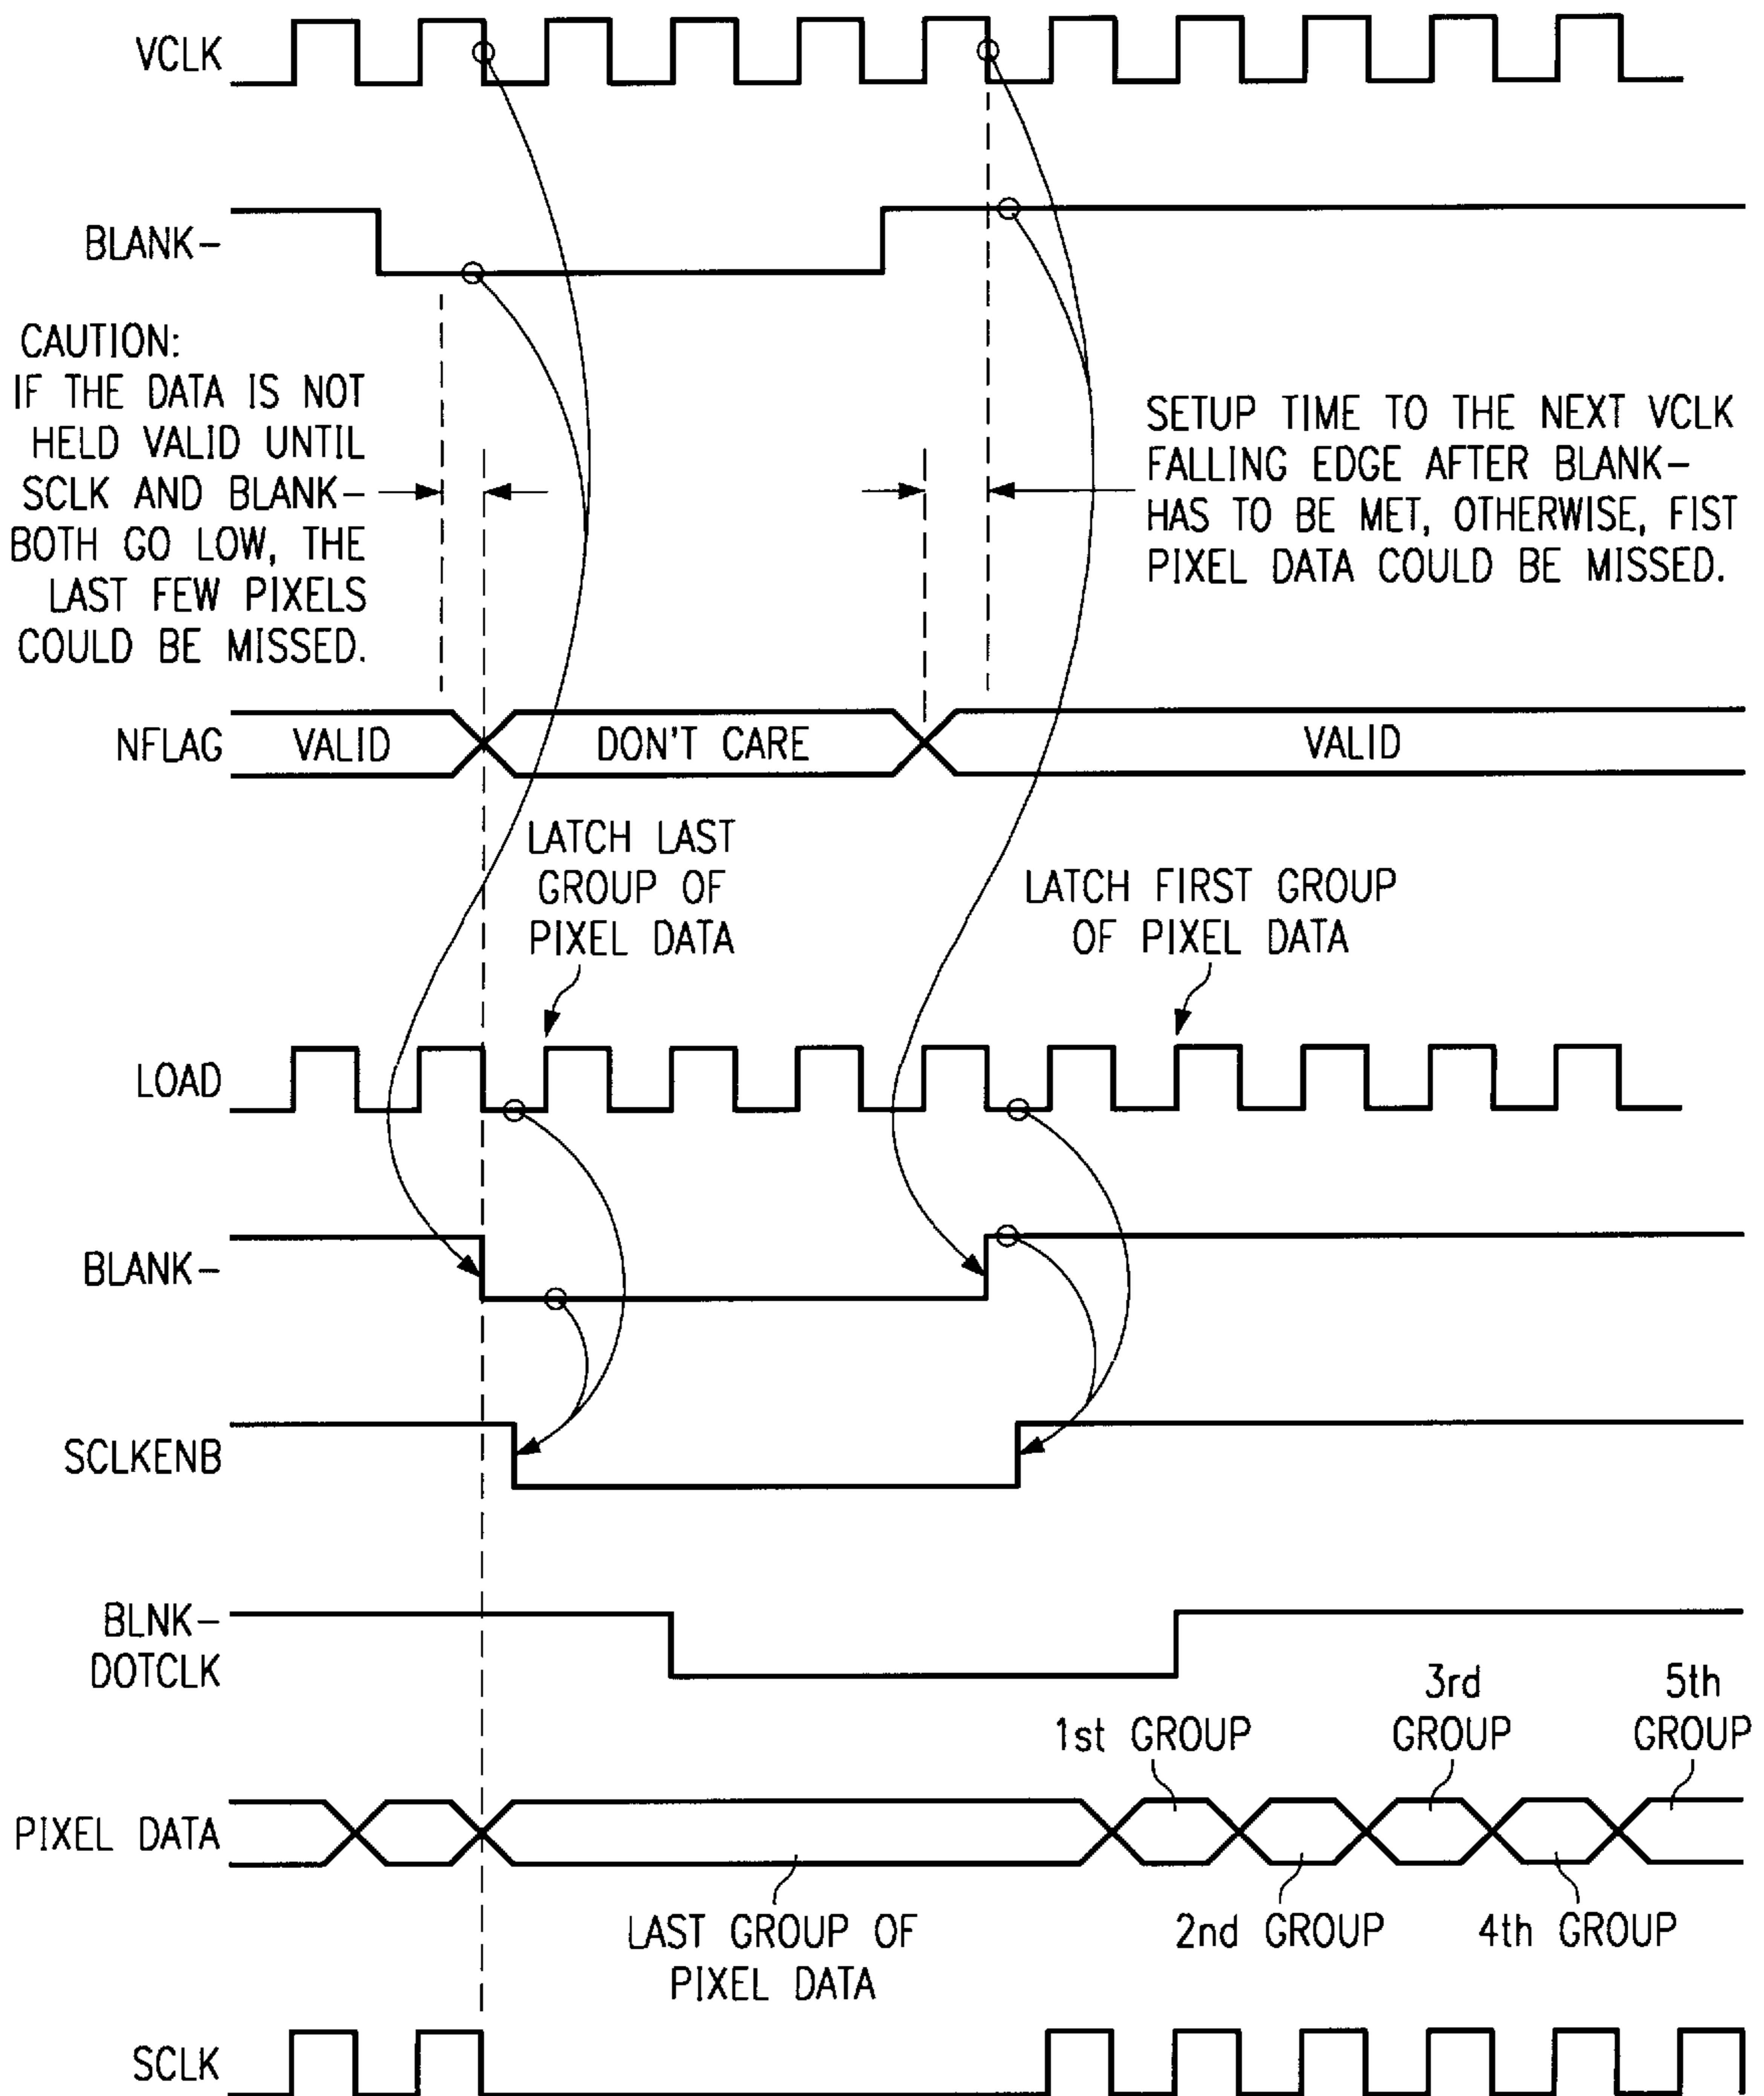 VCLK
BLANK-
CAUTION:
IF THE DATA IS NOT
HELD VALID UNTIL
SCLK AND BLANK-
BOTH GO LOW, THE
LAST FEW PIXELS
COULD BE MISSED.
SETUP TIME TO THE NEXT VCLK
FALLING EDGE AFTER BLANK-
HAS TO BE MET, OTHERWISE, FIST
PIXEL DATA COULD BE MISSED.
NFLAG
VALID
DON'T CARE
VALID
LATCH LAST
GROUP OF
PIXEL DATA
LATCH FIRST GROUP
OF PIXEL DATA
LOAD
BLANK-
SCLKENB
BLNK-
DOTCLK
1st GROUP
3rd
GROUP
5th
GROUP
PIXEL DATA
LAST GROUP OF
PIXEL DATA
2nd GROUP
4th GROUP
SCLK